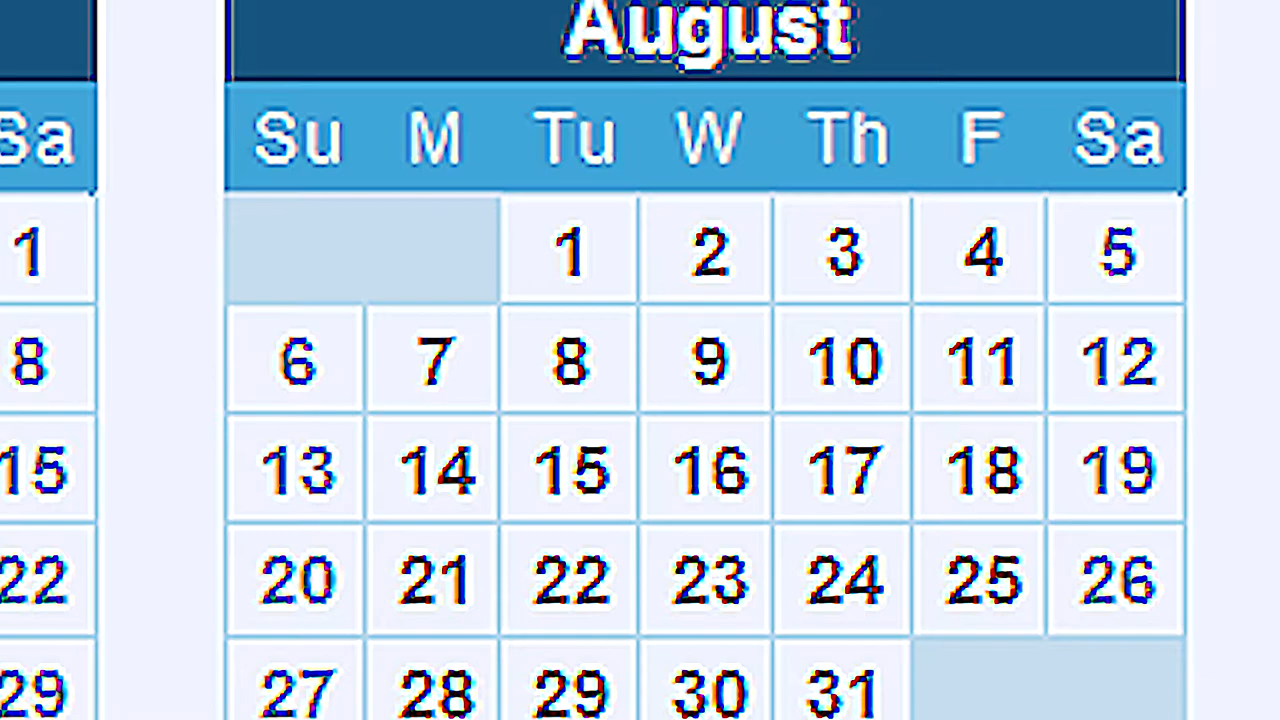 August
Sa Su M Tu W Th F Sa
1 1 2 3 4 5
8 6 7 8 9 10 11 12
15 13 14 15 16 17 18 19
22 20 21 22 23 24 25 26
29 27 28 29 30 31